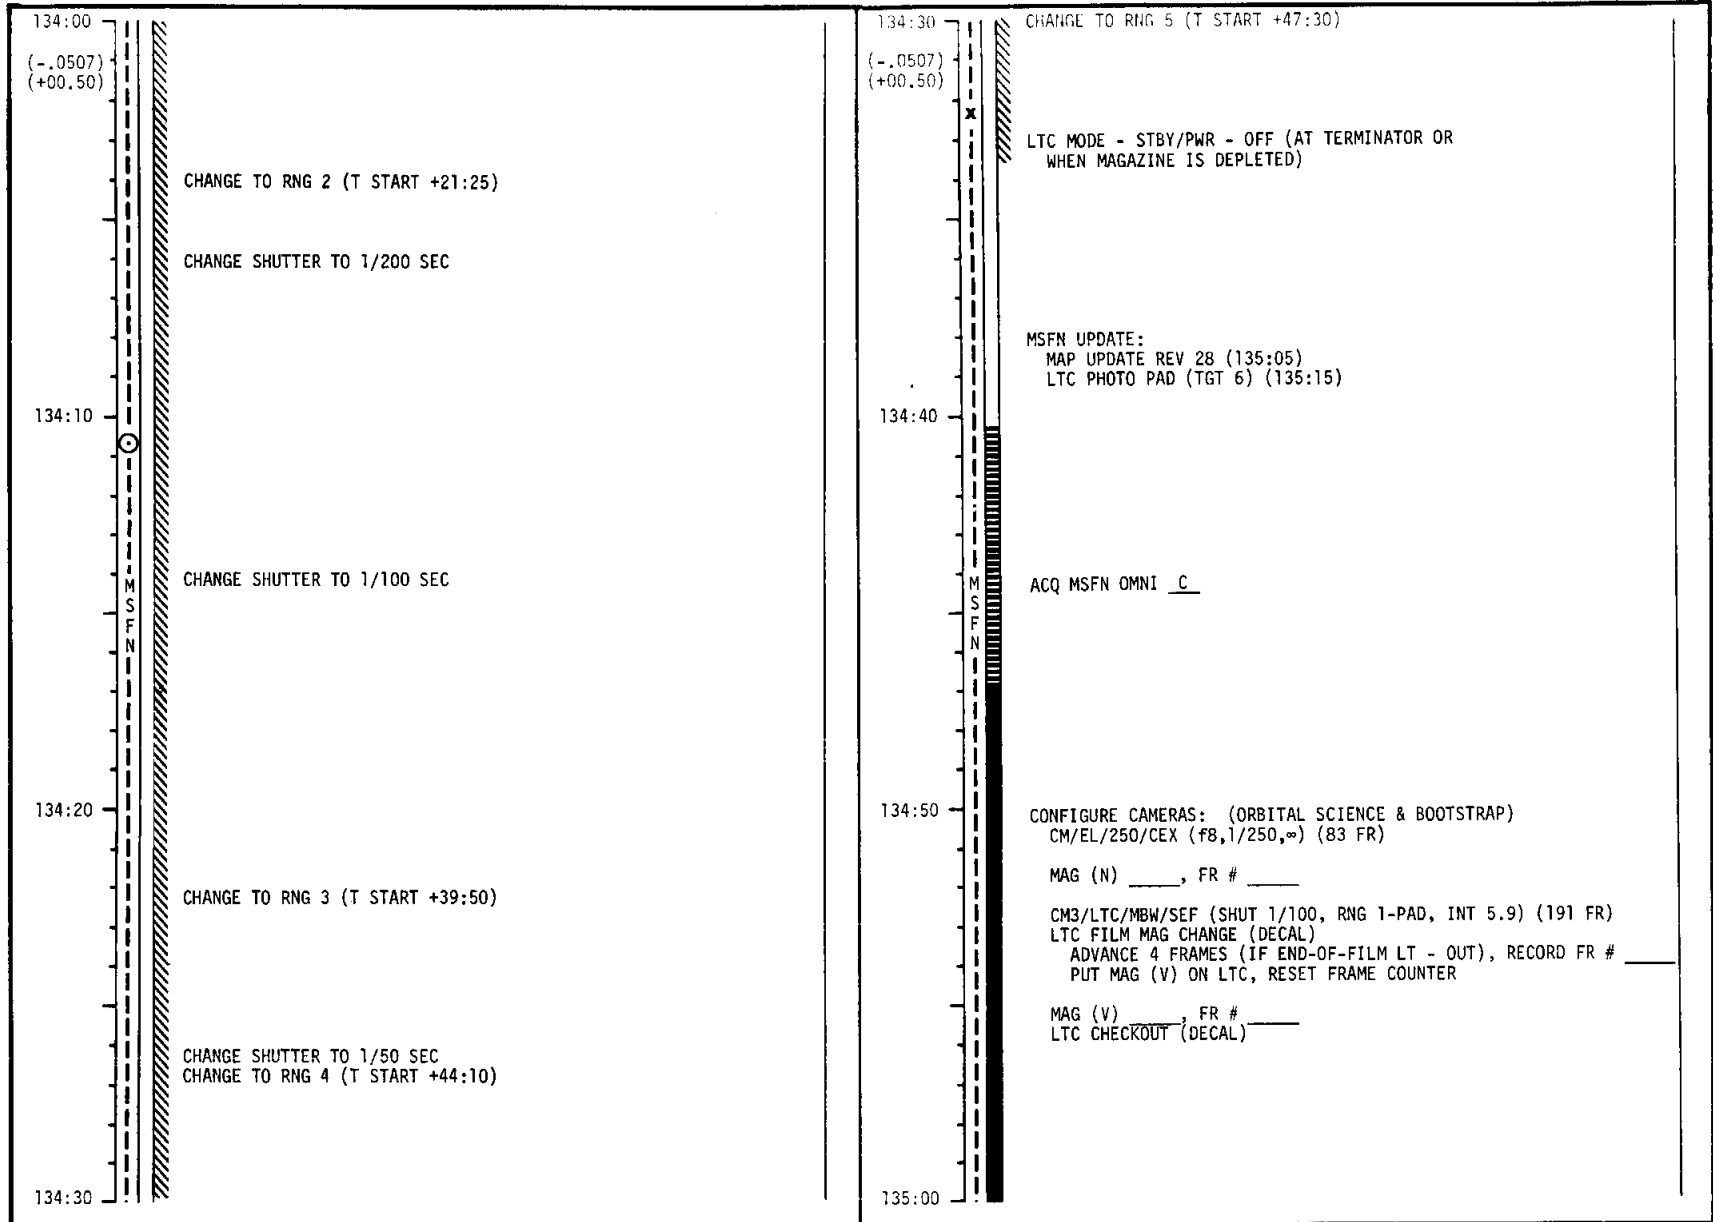 134:00
(-.0507)
(+00.50)
CHANGE TO RNG 2 (T START +21:25)
CHANGE SHUTTER TO 1/200 SEC
134:10
CHANGE SHUTTER TO 1/100 SEC
MSFN
134:20
CHANGE TO RNG 3 (T START +39:50)
CHANGE SHUTTER TO 1/50 SEC
CHANGE TO RNG 4 (T START +44:10)
134:30
134:30
CHANGE TO RNG 5 (T START +47:30)
(-.0507)
(+00.50)
X
LTC MODE - STBY/PWR - OFF (AT TERMINATOR OR
WHEN MAGAZINE IS DEPLETED)
MSFN UPDATE:
MAP UPDATE REV 28 (135:05)
LTC PHOTO PAD (TGT 6) (135:15)
134:40
ACQ MSFN OMNI C
MSFN
134:50
CONFIGURE CAMERAS: (ORBITAL SCIENCE & BOOTSTRAP)
CM/EL/250/CEX (f8,1/250,∞) (83 FR)
MAG (N) _____, FR # _____
CM3/LTC/MBW/SEF (SHUT 1/100, RNG 1-PAD, INT 5.9) (191 FR)
LTC FILM MAG CHANGE (DECAL)
ADVANCE 4 FRAMES (IF END-OF-FILM LT - OUT), RECORD FR # _____
PUT MAG (V) ON LTC, RESET FRAME COUNTER
MAG (V) _____, FR # _____
LTC CHECKOUT (DECAL)
135:00